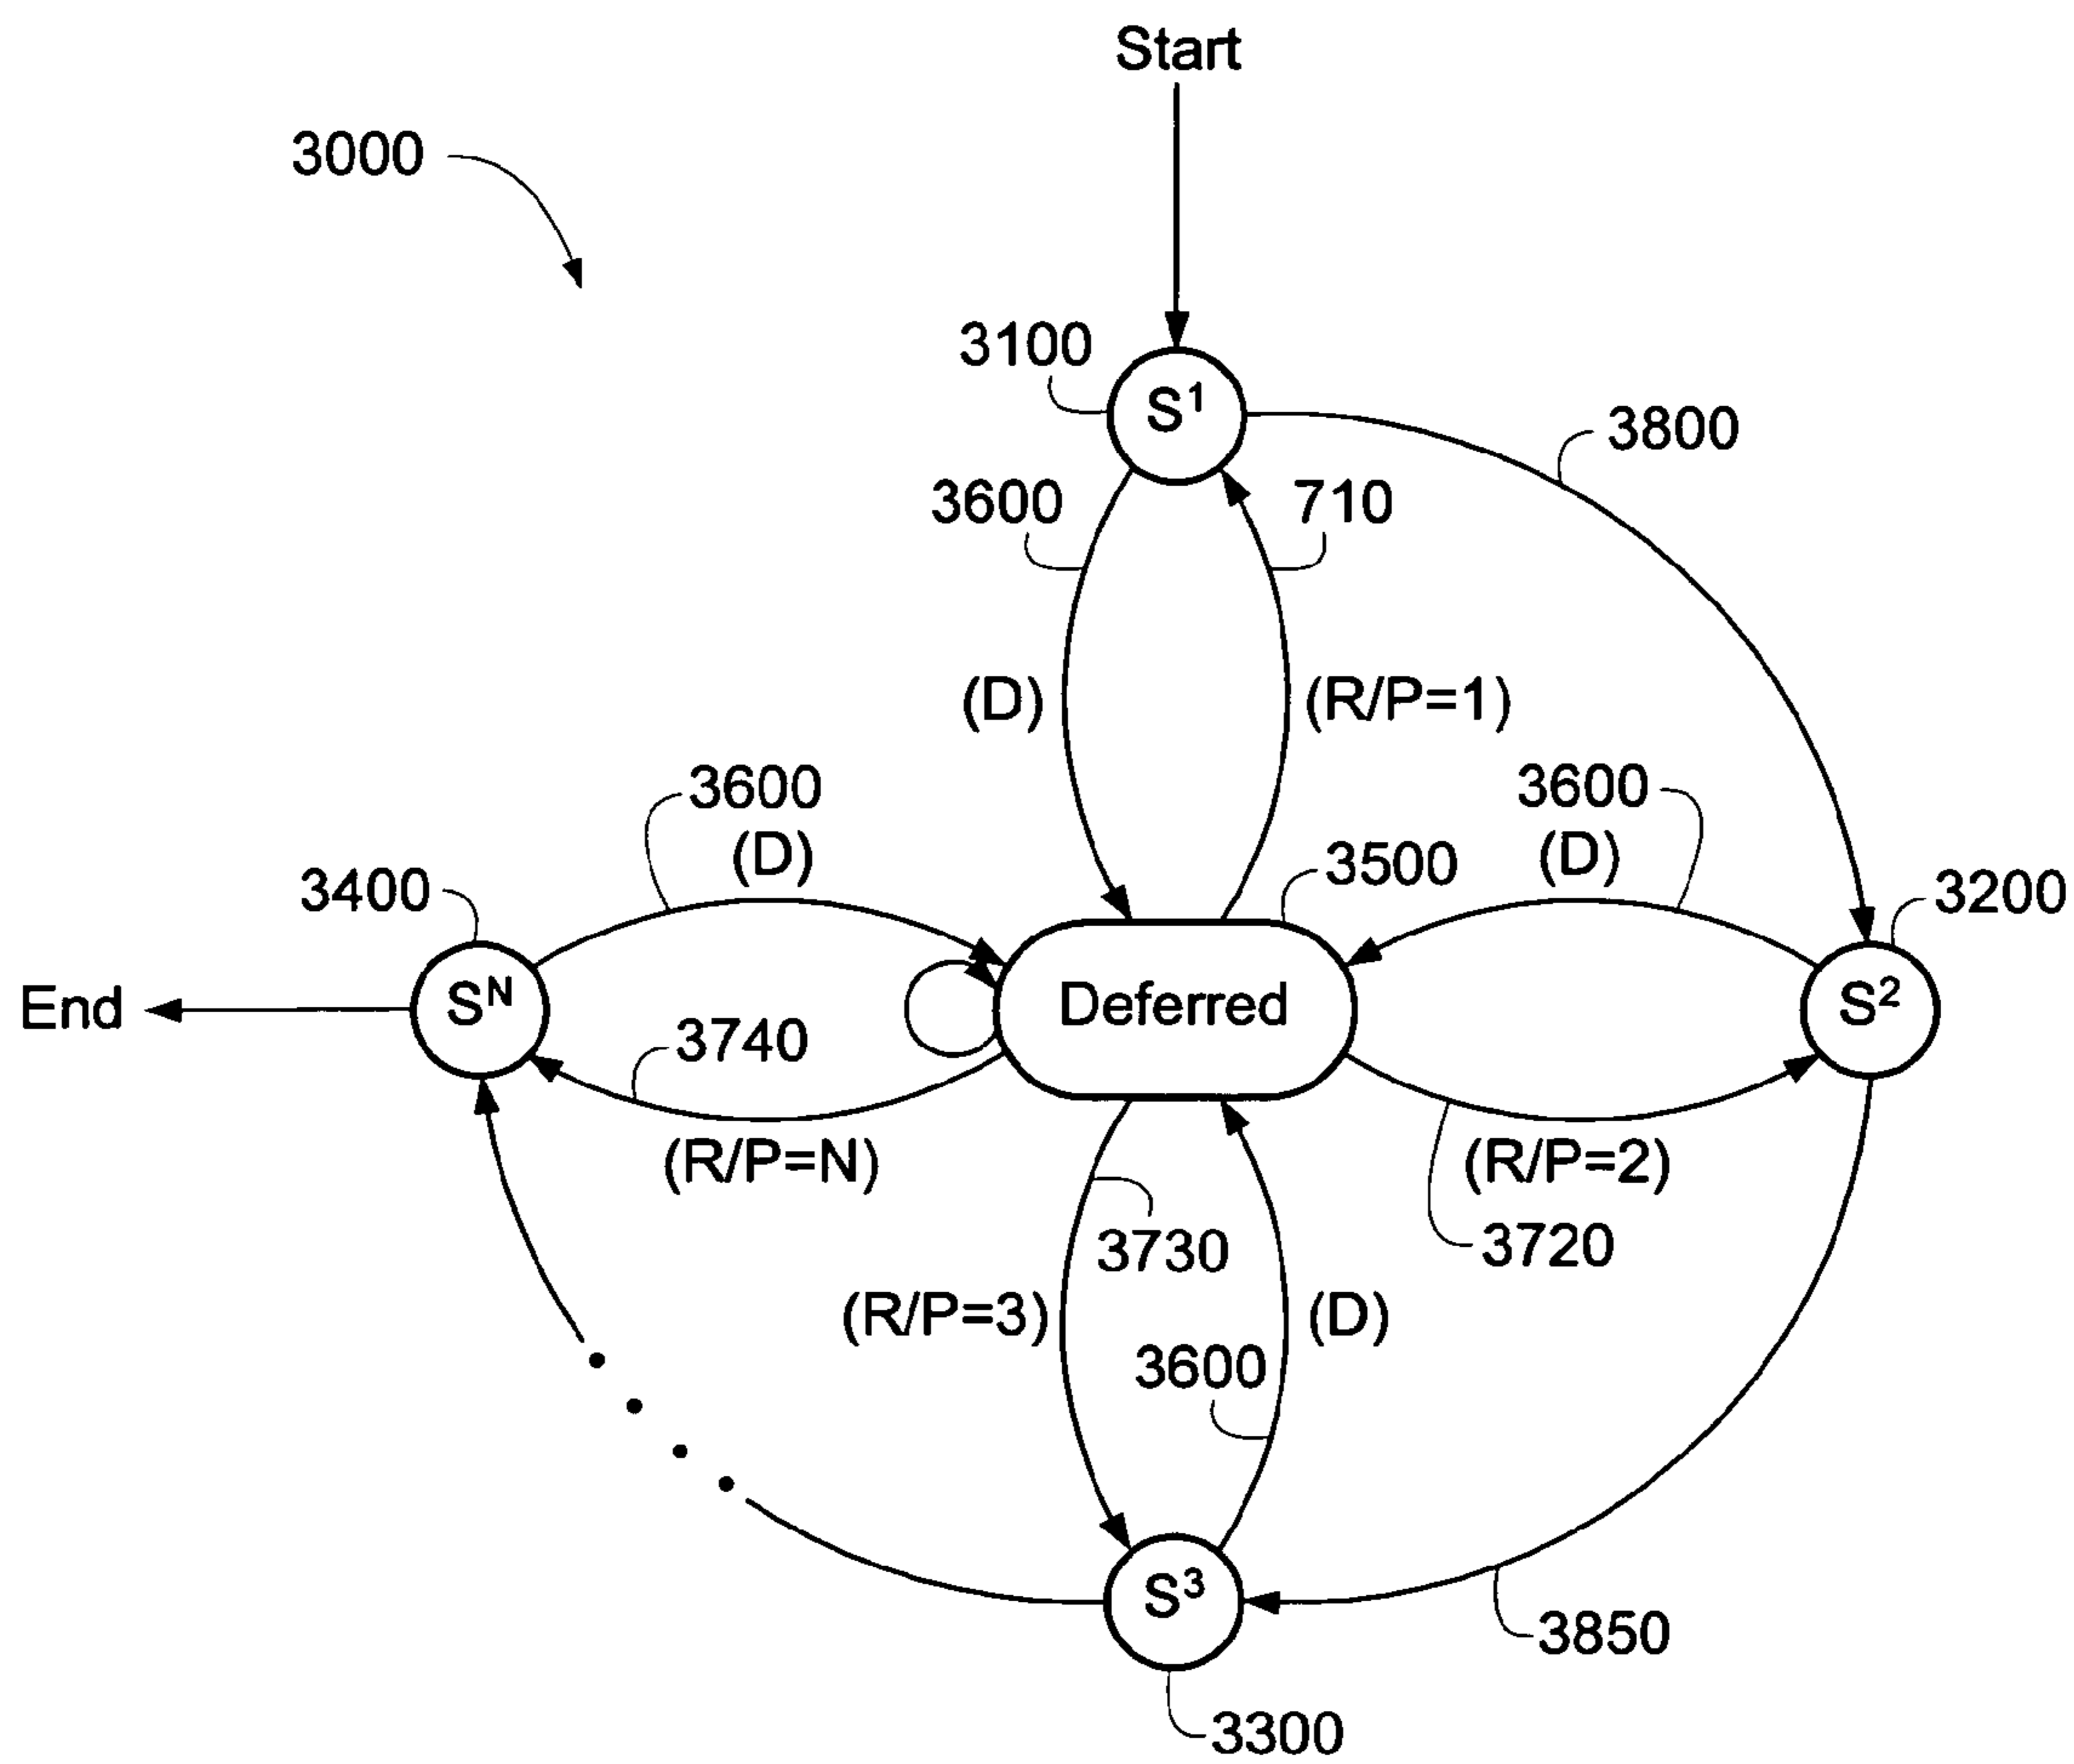 Start
3000
3100
S¹
3800
3600
710
(D)
(R/P=1)
3600
(D)
3600
(D)
3400
3500
3200
S^N
Deferred
S²
End
3740
(R/P=N)
(R/P=2)
3730
3720
(R/P=3)
(D)
3600
S³
3850
3300